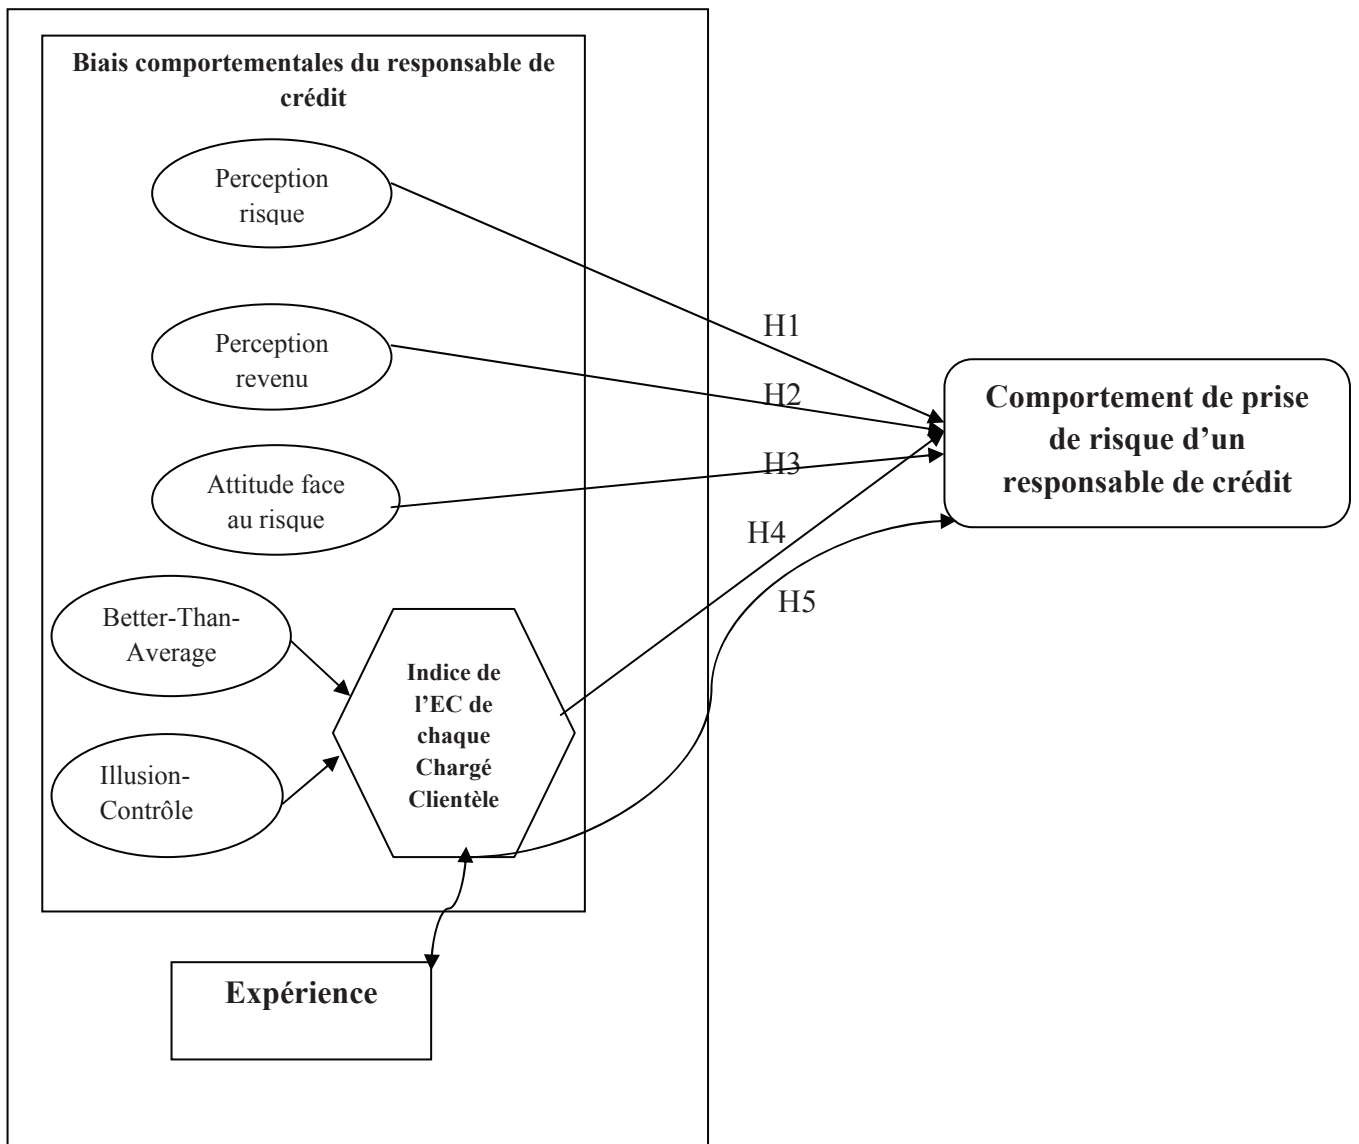 Biais comportementales du responsable de
crédit
Perception
risque
H1
Perception
revenu
H2
Comportement de prise
de risque d’un
responsable de crédit
Attitude face
au risque
H3
H4
Better-Than-
Average
H5
Indice de
l’EC de
chaque
Chargé
Clientèle
Illusion-
Contrôle
Expérience